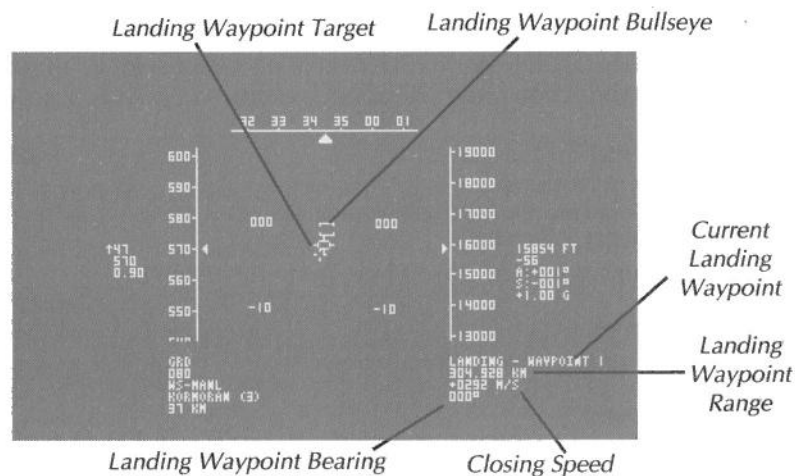 Landing Waypoint Target
Landing Waypoint Bullseye
32 33 34 35 00 01
600
590
580
570
560
550
↑47
570
0.90
000 000
-10 -10
19000
18000
17000
16000
15000
14000
13000
15854 FT
-56
A:+001°
S:-001°
+1.00 G
Current
Landing
Waypoint
GRD
080
WS-MANL
KORMORAN (3)
37 KM
LANDING - WAYPOINT 1
304.928 KM
+0292 M/S
000°
Landing
Waypoint
Range
Landing Waypoint Bearing
Closing Speed